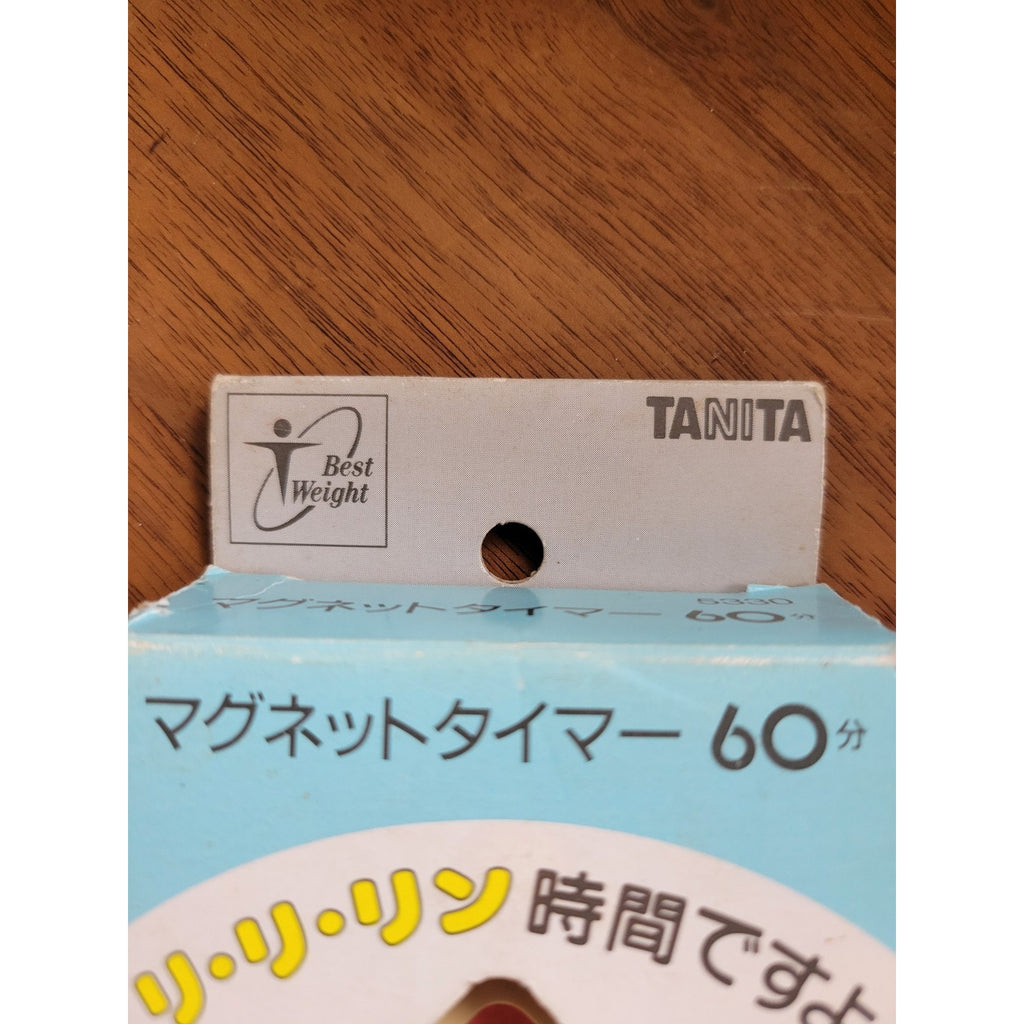 TANITA
Best
Weight
マグネットタイマー 60分 5330
マグネットタイマー 60分
リ・リ・リン 時間ですよ